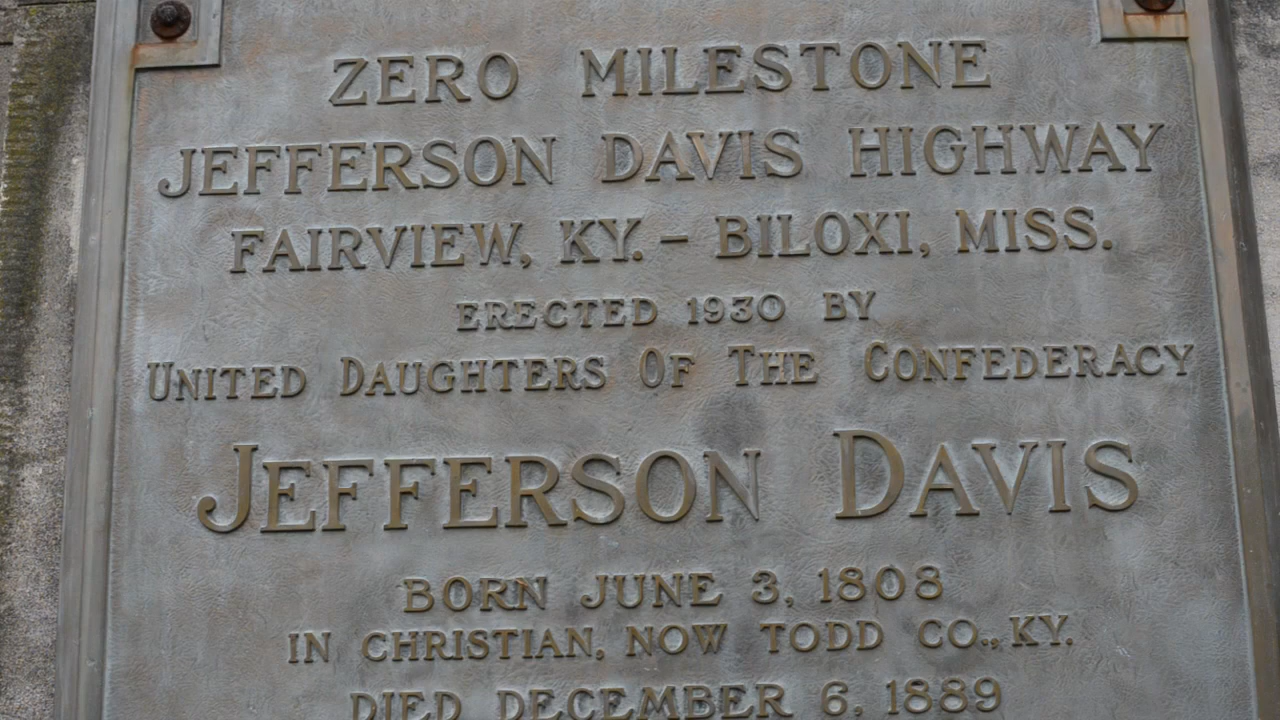 ZERO MILESTONE
JEFFERSON DAVIS HIGHWAY
FAIRVIEW, KY. – BILOXI, MISS.
ERECTED 1930 BY
UNITED DAUGHTERS OF THE CONFEDERACY
JEFFERSON DAVIS
BORN JUNE 3, 1808
IN CHRISTIAN, NOW TODD CO., KY.
DIED DECEMBER 6, 1889